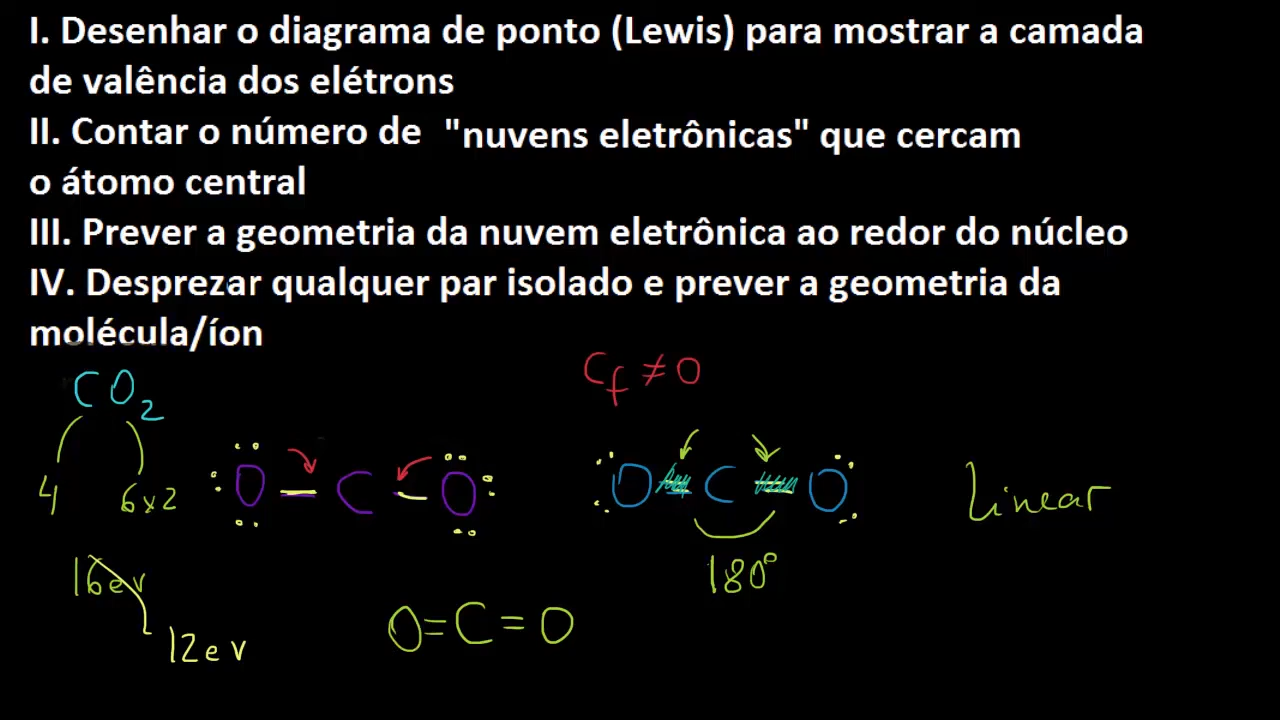 I. Desenhar o diagrama de ponto (Lewis) para mostrar a camada
de valência dos elétrons
II. Contar o número de "nuvens eletrônicas" que cercam
o átomo central
III. Prever a geometria da nuvem eletrônica ao redor do núcleo
IV. Desprezar qualquer par isolado e prever a geometria da
molécula/íon
CO2
Cf ≠ 0
4 6x2
O - C - O
O = C = O
linear
180°
16ev
12ev
O=C=O